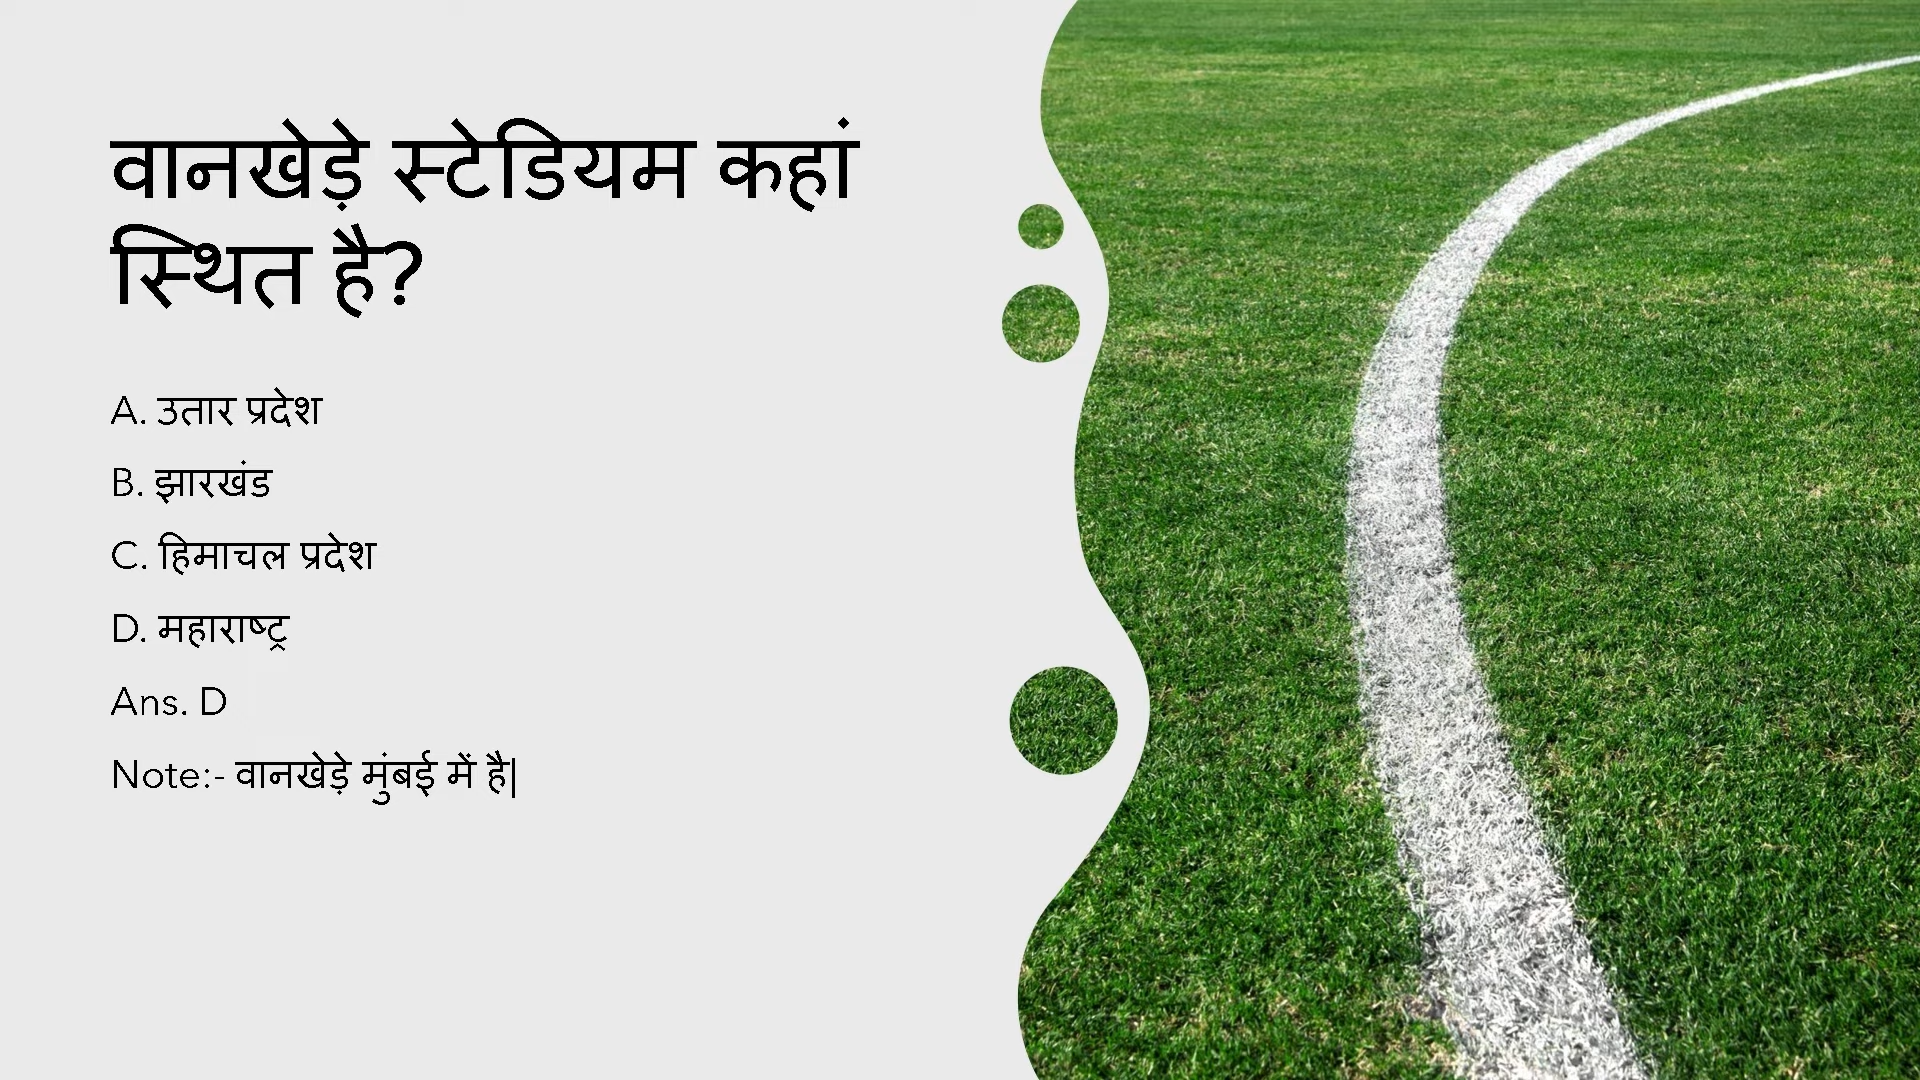 वानखेड़े स्टेडियम कहां
स्थित है?
A. उतार प्रदेश
B. झारखंड
C. हिमाचल प्रदेश
D. महाराष्ट्र
Ans. D
Note:- वानखेड़े मुंबई में है|